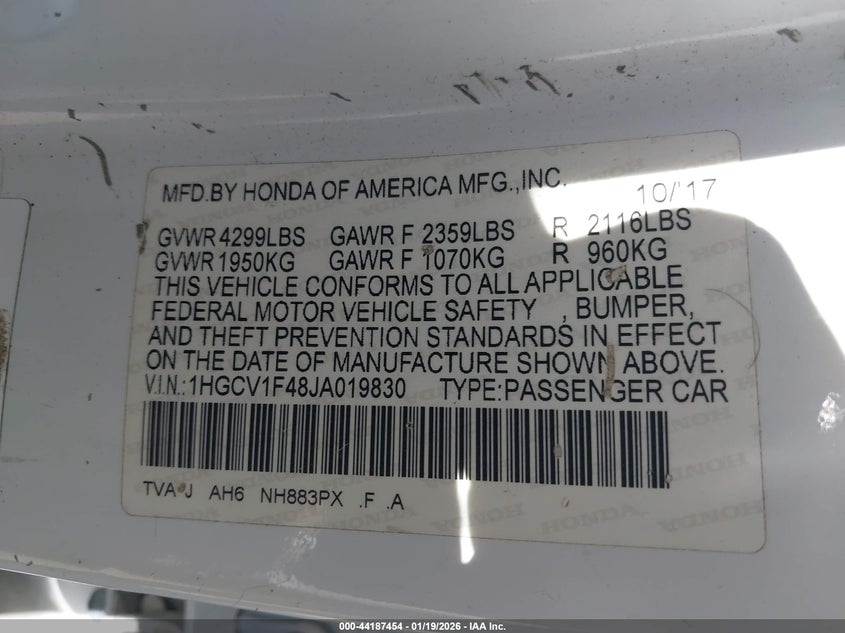 MFD.BY HONDA OF AMERICA MFG.,INC. 10/'17
GVWR 4299LBS GAWR F 2359LBS R 2116LBS
GVWR 1950KG GAWR F 1070KG R 960KG
THIS VEHICLE CONFORMS TO ALL APPLICABLE
FEDERAL MOTOR VEHICLE SAFETY , BUMPER,
AND THEFT PREVENTION STANDARDS IN EFFECT
ON THE DATE OF MANUFACTURE SHOWN ABOVE.
V.I.N.:1HGCV1F48JA019830 TYPE:PASSENGER CAR
TVA J AH6 NH883PX .F .A
HONDA HONDA HONDA
000-44187454 | 01/19/2026 – IAA Inc.